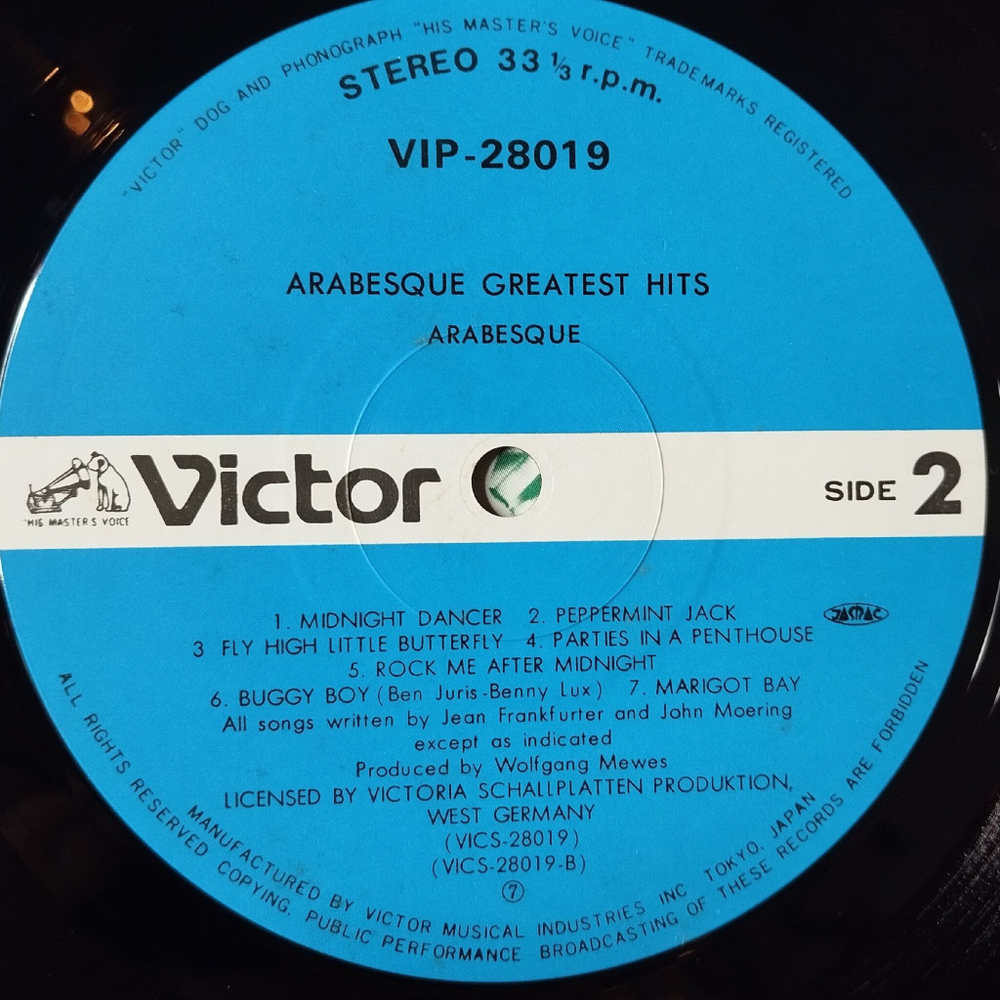 "VICTOR" DOG AND PHONOGRAPH "HIS MASTER'S VOICE" TRADEMARKS REGISTERED
STEREO 33 ⅓ r.p.m.
VIP-28019
ARABESQUE GREATEST HITS
ARABESQUE
"HIS MASTER'S VOICE"
Victor
SIDE 2
1. MIDNIGHT DANCER 2. PEPPERMINT JACK
JASRAC
3 FLY HIGH LITTLE BUTTERFLY 4. PARTIES IN A PENTHOUSE
5. ROCK ME AFTER MIDNIGHT
6. BUGGY BOY (Ben Juris-Benny Lux) 7. MARIGOT BAY
All songs written by Jean Frankfurter and John Moering
except as indicated
Produced by Wolfgang Mewes
LICENSED BY VICTORIA SCHALLPLATTEN PRODUKTION,
WEST GERMANY
(VICS-28019)
(VICS-28019-B)
⑦
MANUFACTURED BY VICTOR MUSICAL INDUSTRIES INC TOKYO, JAPAN
ALL RIGHTS RESERVED COPYING, PUBLIC PERFORMANCE BROADCASTING OF THESE RECORDS ARE FORBIDDEN